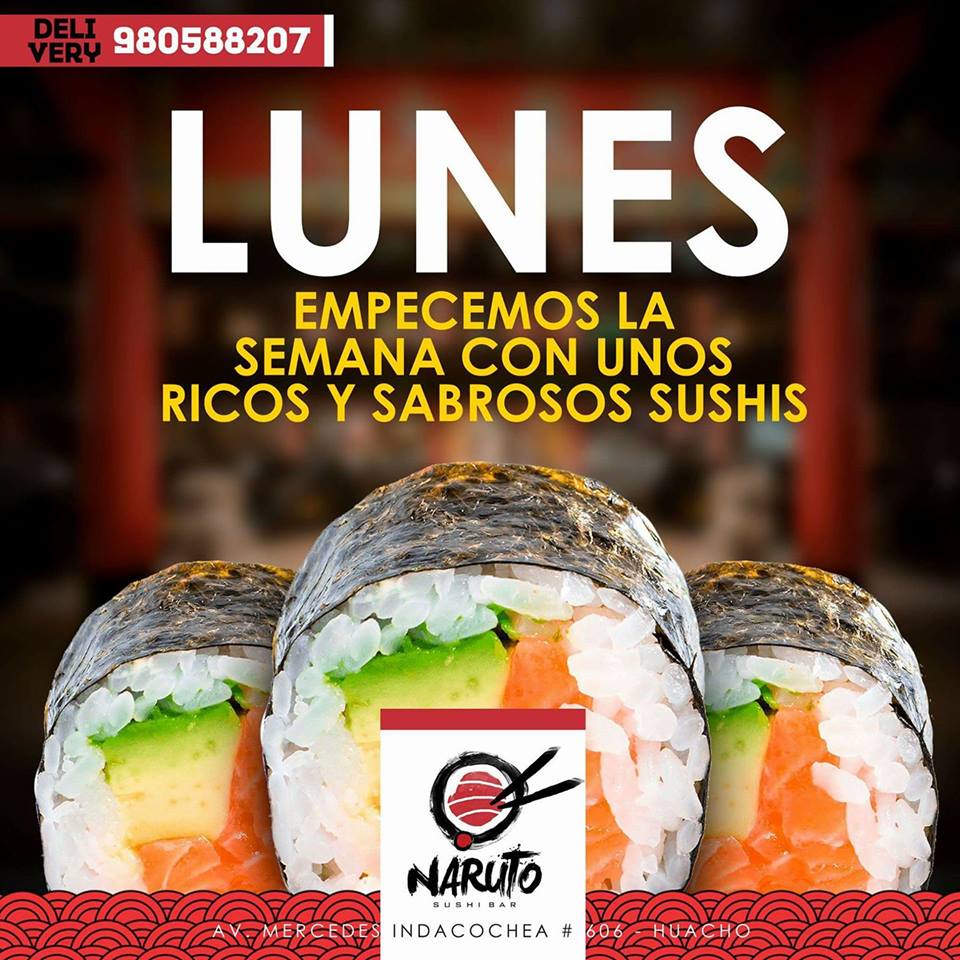 DELI
VERY 980588207
LUNES
EMPECEMOS LA
SEMANA CON UNOS
RICOS Y SABROSOS SUSHIS
NARUTO
SUSHI BAR
AV. MERCEDES INDACOCHEA # 606 - HUACHO